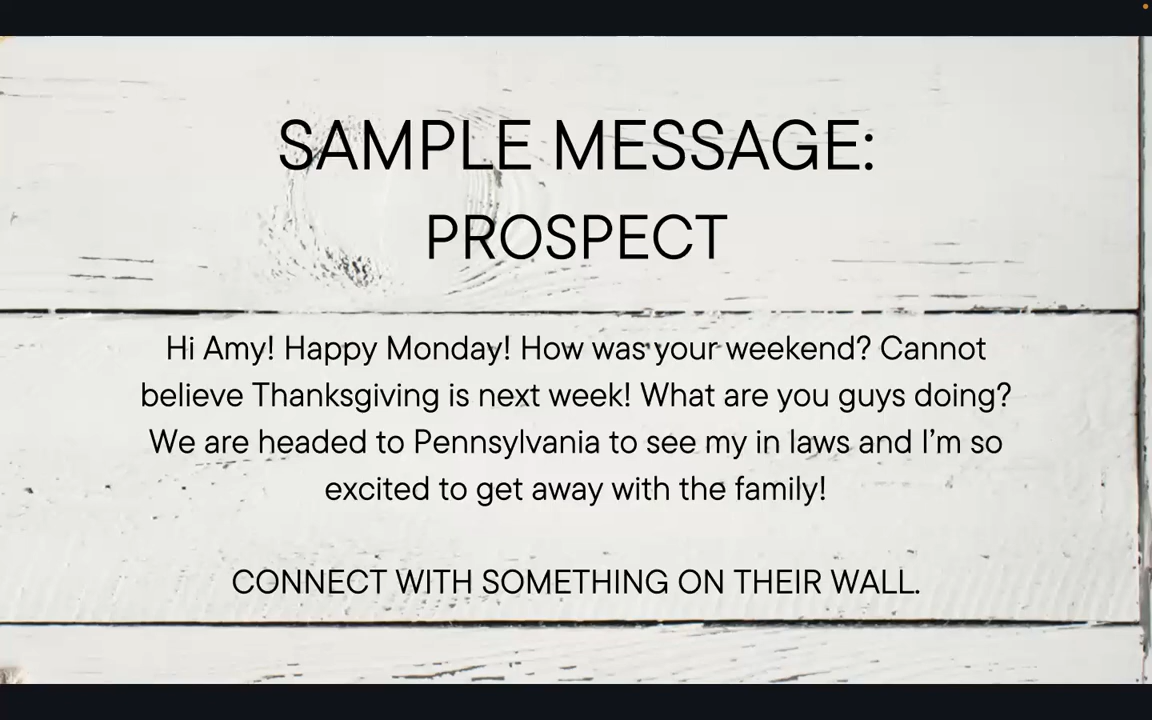 SAMPLE MESSAGE:
PROSPECT
Hi Amy! Happy Monday! How was your weekend? Cannot
believe Thanksgiving is next week! What are you guys doing?
We are headed to Pennsylvania to see my in laws and I’m so
excited to get away with the family!
CONNECT WITH SOMETHING ON THEIR WALL.